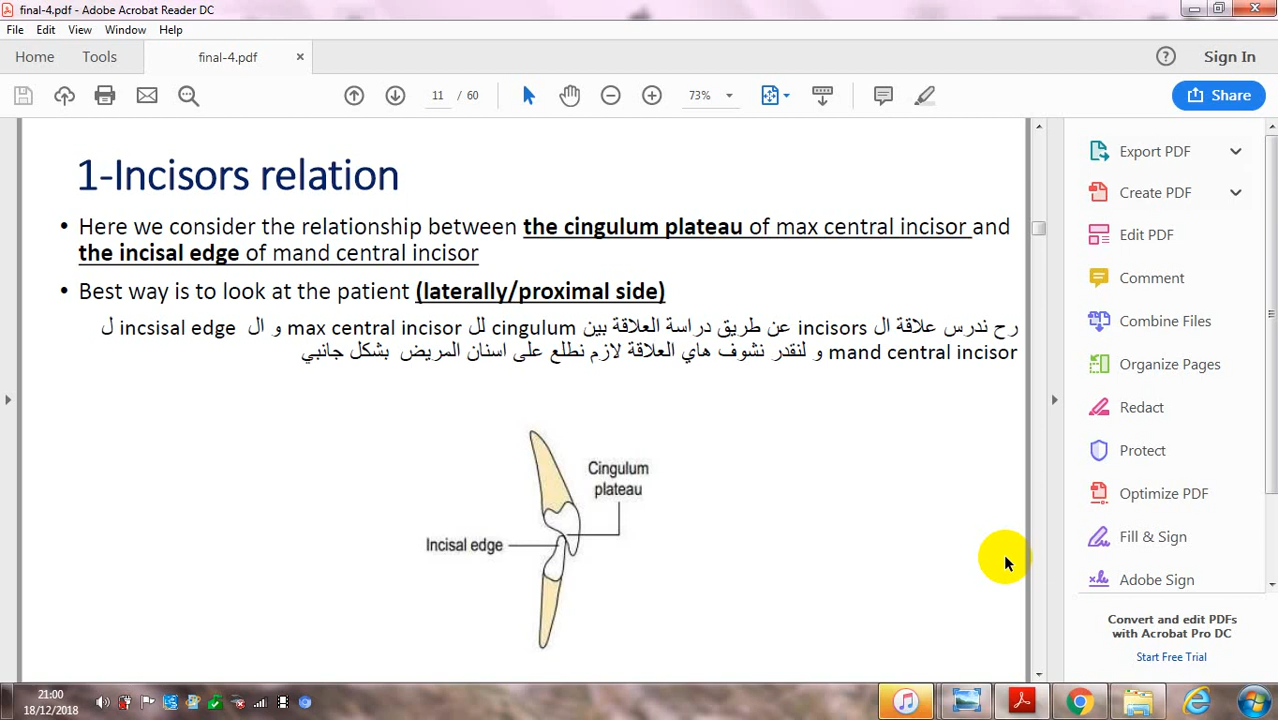 final-4.pdf - Adobe Acrobat Reader DC
File Edit View Window Help
Home Tools final-4.pdf × Sign In
11 / 60 73% Share
1-Incisors relation
• Here we consider the relationship between the cingulum plateau of max central incisor and
the incisal edge of mand central incisor
• Best way is to look at the patient (laterally/proximal side)
رح ندرس علاقة ال incisors عن طريق دراسة العلاقة بين cingulum لل max central incisor و ال incsisal edge ل
mand central incisor و لنقدر نشوف هاي العلاقة لازم نطلع على اسنان المريض بشكل جانبي
Cingulum
plateau
Incisal edge
Export PDF
Create PDF
Edit PDF
Comment
Combine Files
Organize Pages
Redact
Protect
Optimize PDF
Fill & Sign
Adobe Sign
Convert and edit PDFs
with Acrobat Pro DC
Start Free Trial
21:00
18/12/2018